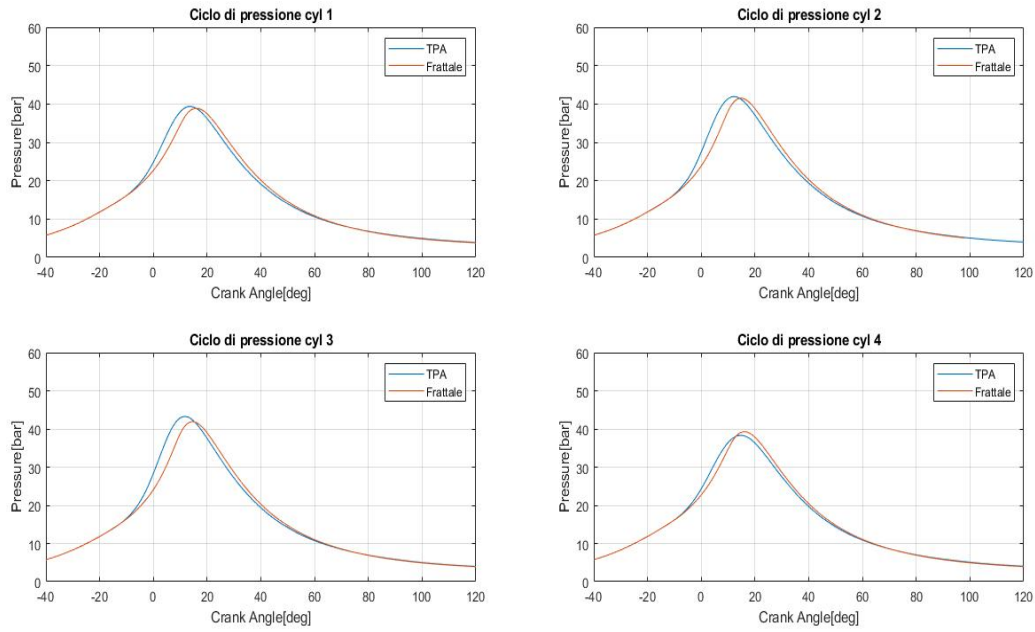 Ciclo di pressione cyl 1
60
50
40
30
20
10
0
Pressure[bar]
TPA
Frattale
-40 -20 0 20 40 60 80 100 120
Crank Angle[deg]
Ciclo di pressione cyl 2
60
50
40
30
20
10
0
Pressure[bar]
TPA
Frattale
-40 -20 0 20 40 60 80 100 120
Crank Angle[deg]
Ciclo di pressione cyl 3
60
50
40
30
20
10
0
Pressure[bar]
TPA
Frattale
-40 -20 0 20 40 60 80 100 120
Crank Angle[deg]
Ciclo di pressione cyl 4
60
50
40
30
20
10
0
Pressure[bar]
TPA
Frattale
-40 -20 0 20 40 60 80 100 120
Crank Angle[deg]